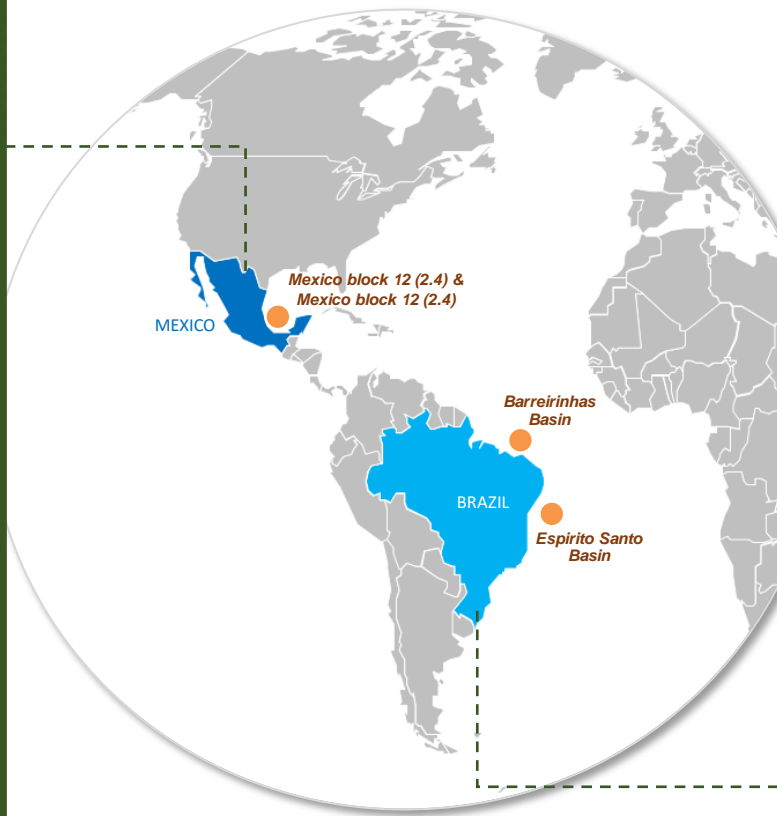 Mexico block 12 (2.4) &
Mexico block 12 (2.4)
MEXICO
Barreirinhas
Basin
BRAZIL
Espirito Santo
Basin